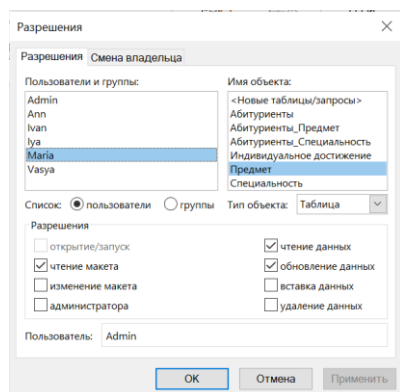 Разрешения
Разрешения Смена владельца
Пользователи и группы:
Admin
Ann
Ivan
Iya
Maria
Vasya
Имя объекта:
<Новые таблицы/запросы>
Абитуриенты
Абитуриенты_Предмет
Абитуриенты_Специальность
Индивидуальное достижение
Предмет
Специальность
Список: пользователи группы
Тип объекта: Таблица
Разрешения
открытие/запуск
чтение макета
изменение макета
администратора
чтение данных
обновление данных
вставка данных
удаление данных
Пользователь: Admin
ОК Отмена Применить